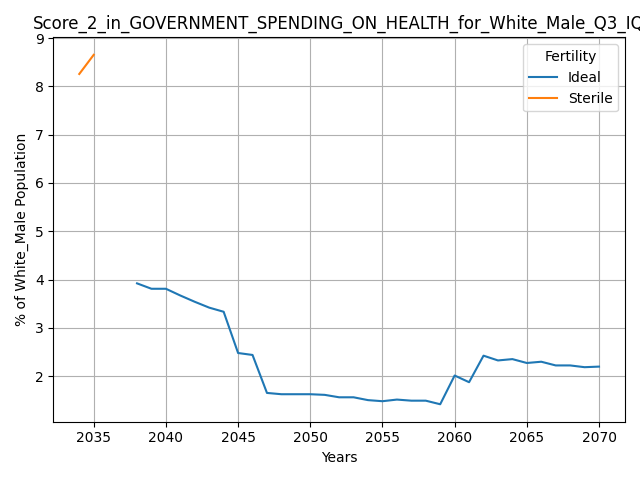 Score_2_in_GOVERNMENT_SPENDING_ON_HEALTH_for_White_Male_Q3_IQ
Fertility
Ideal
Sterile
% of White_Male Population
9
8
7
6
5
4
3
2
2035 2040 2045 2050 2055 2060 2065 2070
Years